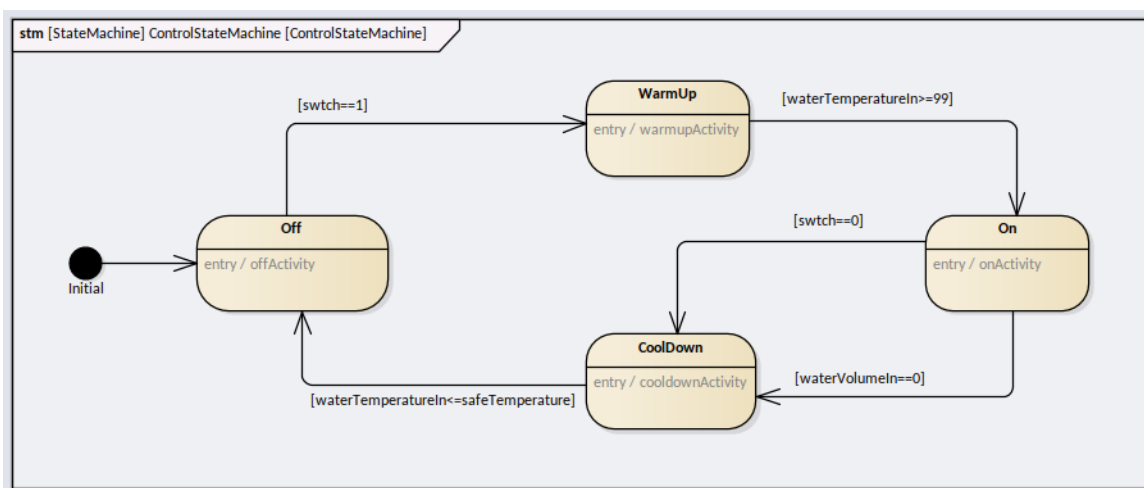 stm [StateMachine] ControlStateMachine [ControlStateMachine]
WarmUp
entry / warmupActivity
[swtch==1]
[waterTemperatureIn>=99]
Off
entry / offActivity
Initial
[swtch==0]
On
entry / onActivity
CoolDown
entry / cooldownActivity
[waterVolumeIn==0]
[waterTemperatureIn<=safeTemperature]